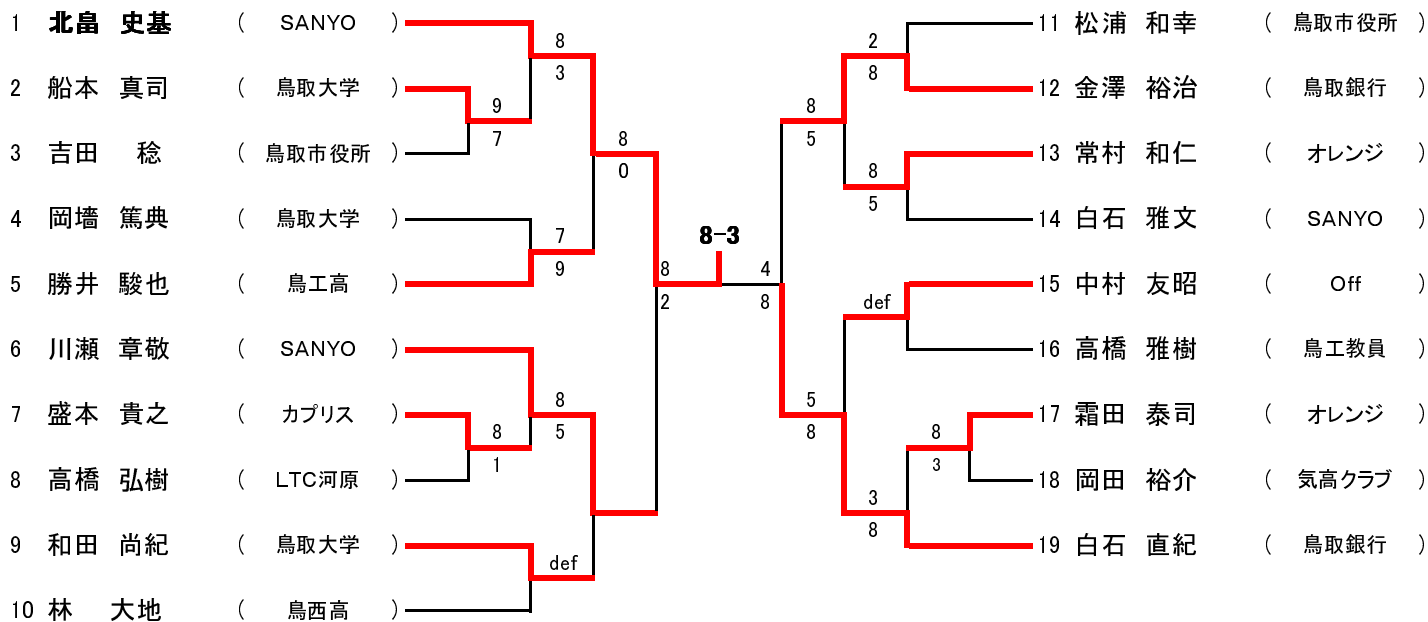 1 北畠 史基 ( SANYO )
2 船本 真司 ( 鳥取大学 )
3 吉田 稔 ( 鳥取市役所 )
4 岡墻 篤典 ( 鳥取大学 )
5 勝井 駿也 ( 鳥工高 )
6 川瀬 章敬 ( SANYO )
7 盛本 貴之 ( カプリス )
8 高橋 弘樹 ( LTC河原 )
9 和田 尚紀 ( 鳥取大学 )
10 林 大地 ( 鳥西高 )
8
3
9
7
8
0
7
9
8
2
8
5
8
1
def
8-3
4
8
8
5
2
8
8
5
def
5
8
8
3
3
8
11 松浦 和幸 ( 鳥取市役所 )
12 金澤 裕治 ( 鳥取銀行 )
13 常村 和仁 ( オレンジ )
14 白石 雅文 ( SANYO )
15 中村 友昭 ( Off )
16 高橋 雅樹 ( 鳥工教員 )
17 霜田 泰司 ( オレンジ )
18 岡田 裕介 ( 気高クラブ )
19 白石 直紀 ( 鳥取銀行 )